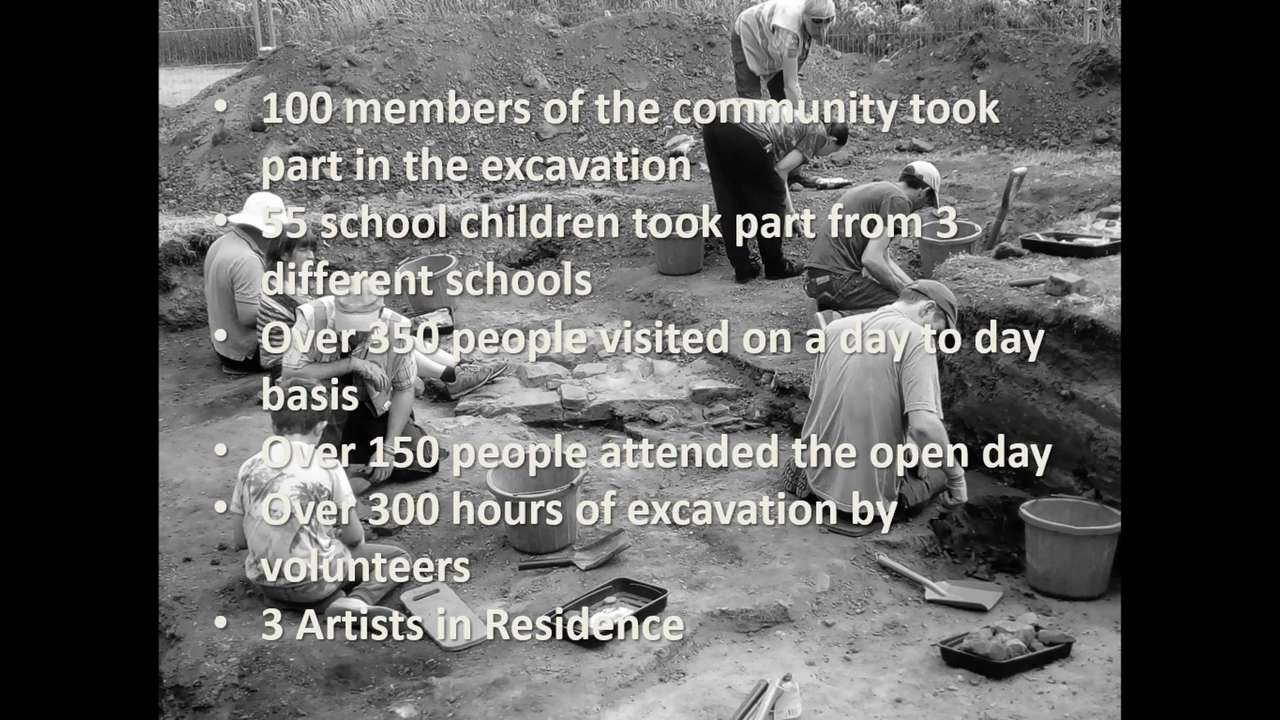 • 100 members of the community took
part in the excavation
• 55 school children took part from 3
different schools
• Over 350 people visited on a day to day
basis
• Over 150 people attended the open day
• Over 300 hours of excavation by
volunteers
• 3 Artists in Residence